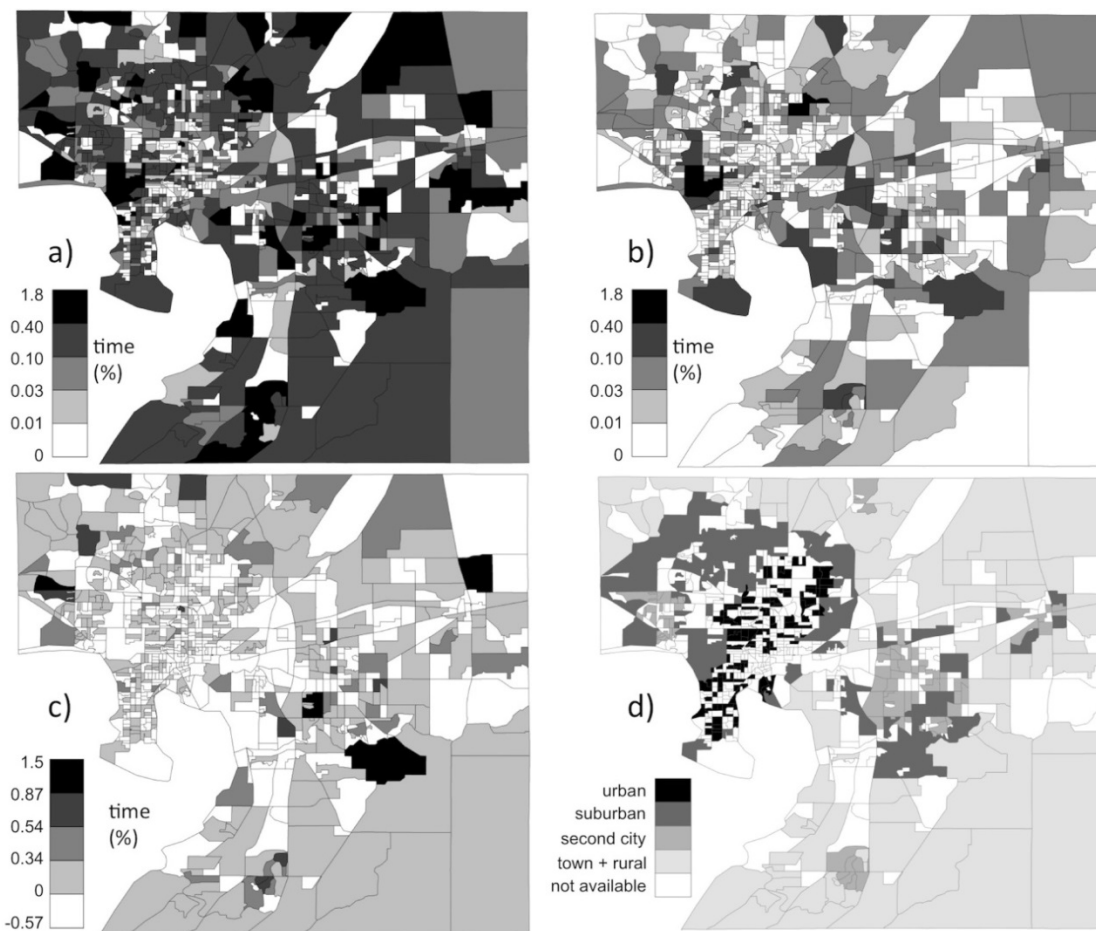 a)
1.8
0.40
0.10
0.03
0.01
0
time
(%)
b)
1.8
0.40
0.10
0.03
0.01
0
time
(%)
c)
1.5
0.87
0.54
0.34
0
-0.57
time
(%)
d)
urban
suburban
second city
town + rural
not available